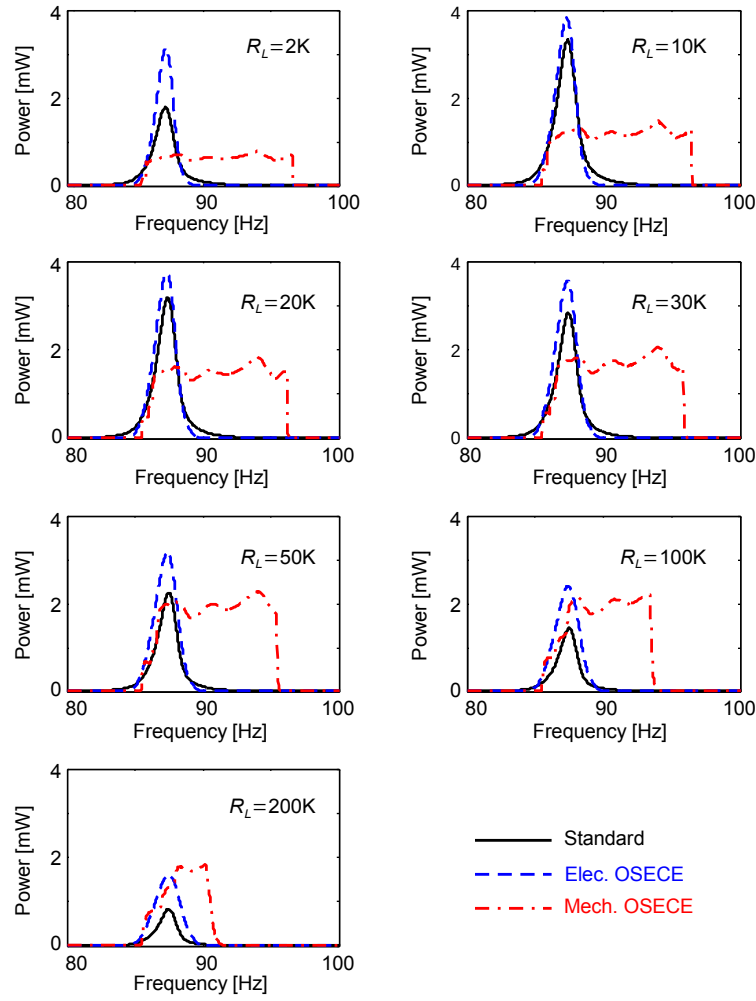 4
2
0
Power [mW]
R_L=2K
80
90
100
Frequency [Hz]
4
2
0
Power [mW]
R_L=10K
80
90
100
Frequency [Hz]
4
2
0
Power [mW]
R_L=20K
80
90
100
Frequency [Hz]
4
2
0
Power [mW]
R_L=30K
80
90
100
Frequency [Hz]
4
2
0
Power [mW]
R_L=50K
80
90
100
Frequency [Hz]
4
2
0
Power [mW]
R_L=100K
80
90
100
Frequency [Hz]
4
2
0
Power [mW]
R_L=200K
80
90
100
Frequency [Hz]
Standard
Elec. OSECE
Mech. OSECE